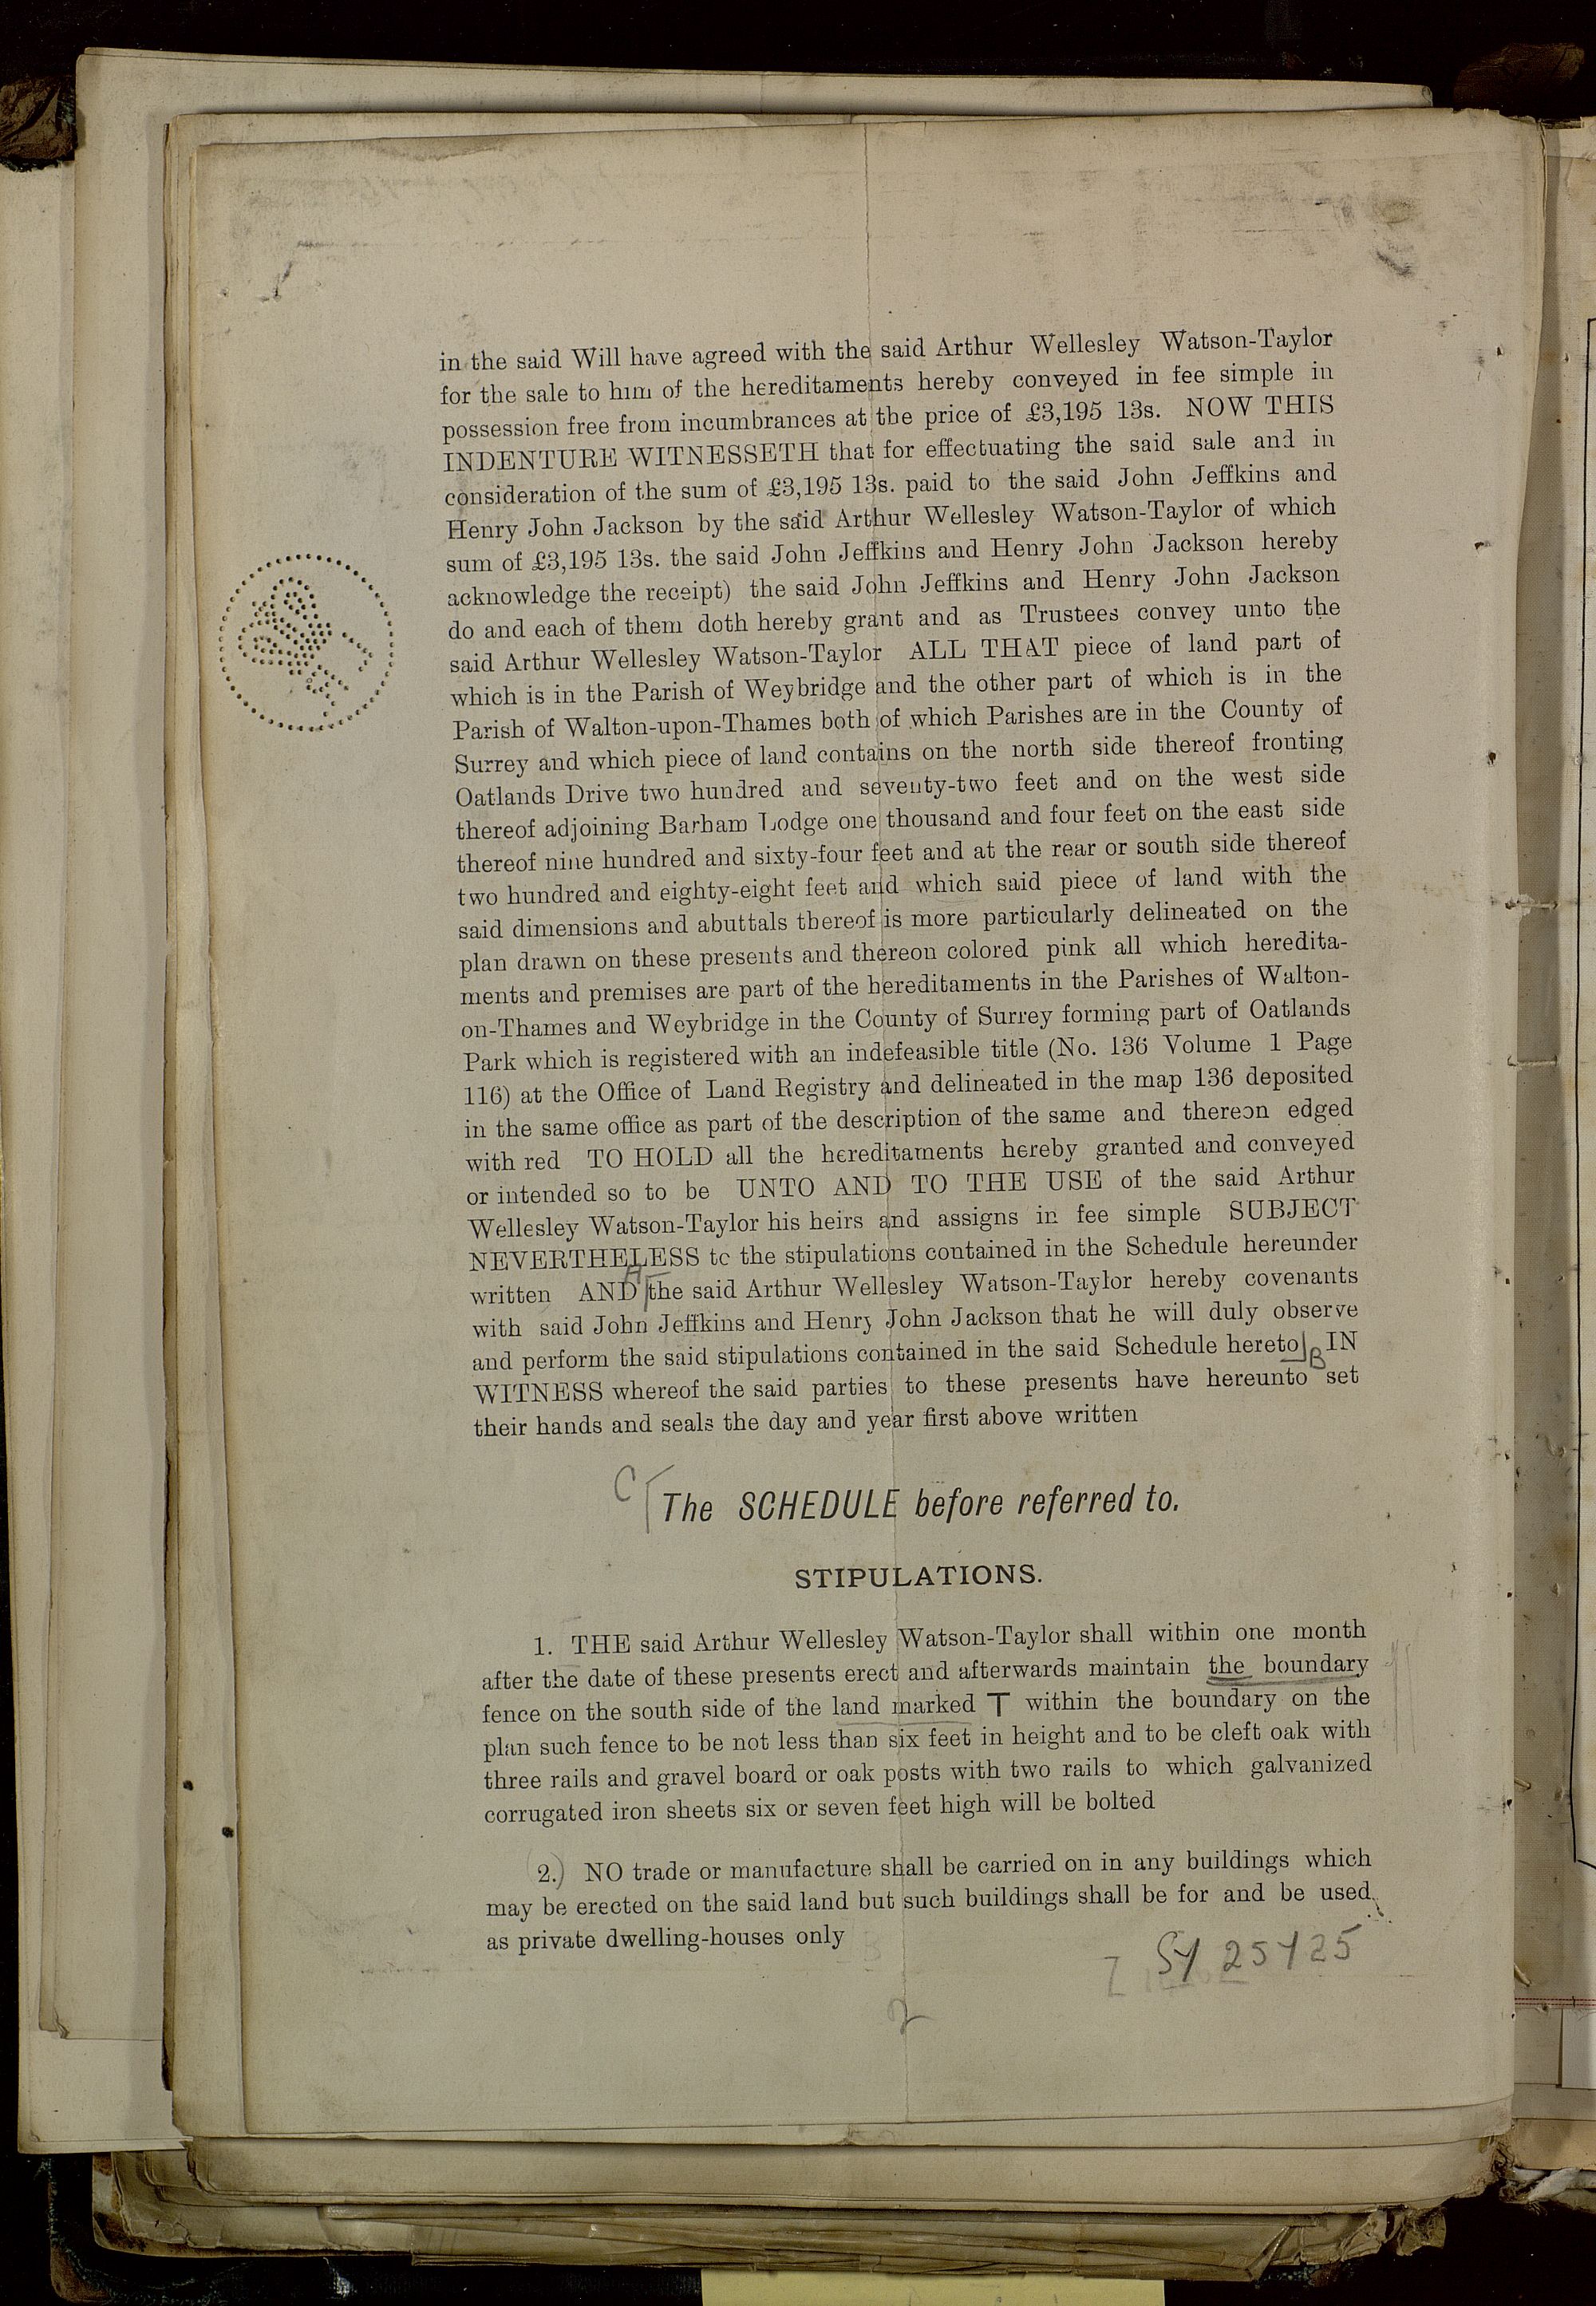 in the said Will have agreed with the said Arthur Wellesley Watson-Taylor
for the sale to him of the hereditaments hereby conveyed in fee simple in
possession free from incumbrances at the price of £3,195 13s. NOW THIS
INDENTURE WITNESSETH that for effectuating the said sale and in
consideration of the sum of £3,195 13s. paid to the said John Jeffkins and
Henry John Jackson by the said Arthur Wellesley Watson-Taylor of which
sum of £3,195 13s. the said John Jeffkins and Henry John Jackson hereby
acknowledge the receipt) the said John Jeffkins and Henry John Jackson
do and each of them doth hereby grant and as Trustees convey unto the
said Arthur Wellesley Watson-Taylor ALL THAT piece of land part of
which is in the Parish of Weybridge and the other part of which is in the
Parish of Walton-upon-Thames both of which Parishes are in the County of
Surrey and which piece of land contains on the north side thereof fronting
Oatlands Drive two hundred and seventy-two feet and on the west side
thereof adjoining Barham Lodge one thousand and four feet on the east side
thereof nine hundred and sixty-four feet and at the rear or south side thereof
two hundred and eighty-eight feet and which said piece of land with the
said dimensions and abuttals thereof is more particularly delineated on the
plan drawn on these presents and thereon colored pink all which heredita-
ments and premises are part of the hereditaments in the Parishes of Walton-
on-Thames and Weybridge in the County of Surrey forming part of Oatlands
Park which is registered with an indefeasible title (No. 136 Volume 1 Page
116) at the Office of Land Registry and delineated in the map 136 deposited
in the same office as part of the description of the same and thereon edged
with red TO HOLD all the hereditaments hereby granted and conveyed
or intended so to be UNTO AND TO THE USE of the said Arthur
Wellesley Watson-Taylor his heirs and assigns in fee simple SUBJECT
NEVERTHELESS to the stipulations contained in the Schedule hereunder
written AND A the said Arthur Wellesley Watson-Taylor hereby covenants
with said John Jeffkins and Henry John Jackson that he will duly observe
and perform the said stipulations contained in the said Schedule hereto B IN
WITNESS whereof the said parties to these presents have hereunto set
their hands and seals the day and year first above written
C The SCHEDULE before referred to.
STIPULATIONS.
1. THE said Arthur Wellesley Watson-Taylor shall within one month
after the date of these presents erect and afterwards maintain the boundary
fence on the south side of the land marked T within the boundary on the
plan such fence to be not less than six feet in height and to be cleft oak with
three rails and gravel board or oak posts with two rails to which galvanized
corrugated iron sheets six or seven feet high will be bolted
2.) NO trade or manufacture shall be carried on in any buildings which
may be erected on the said land but such buildings shall be for and be used
as private dwelling-houses only
SY 25425
2